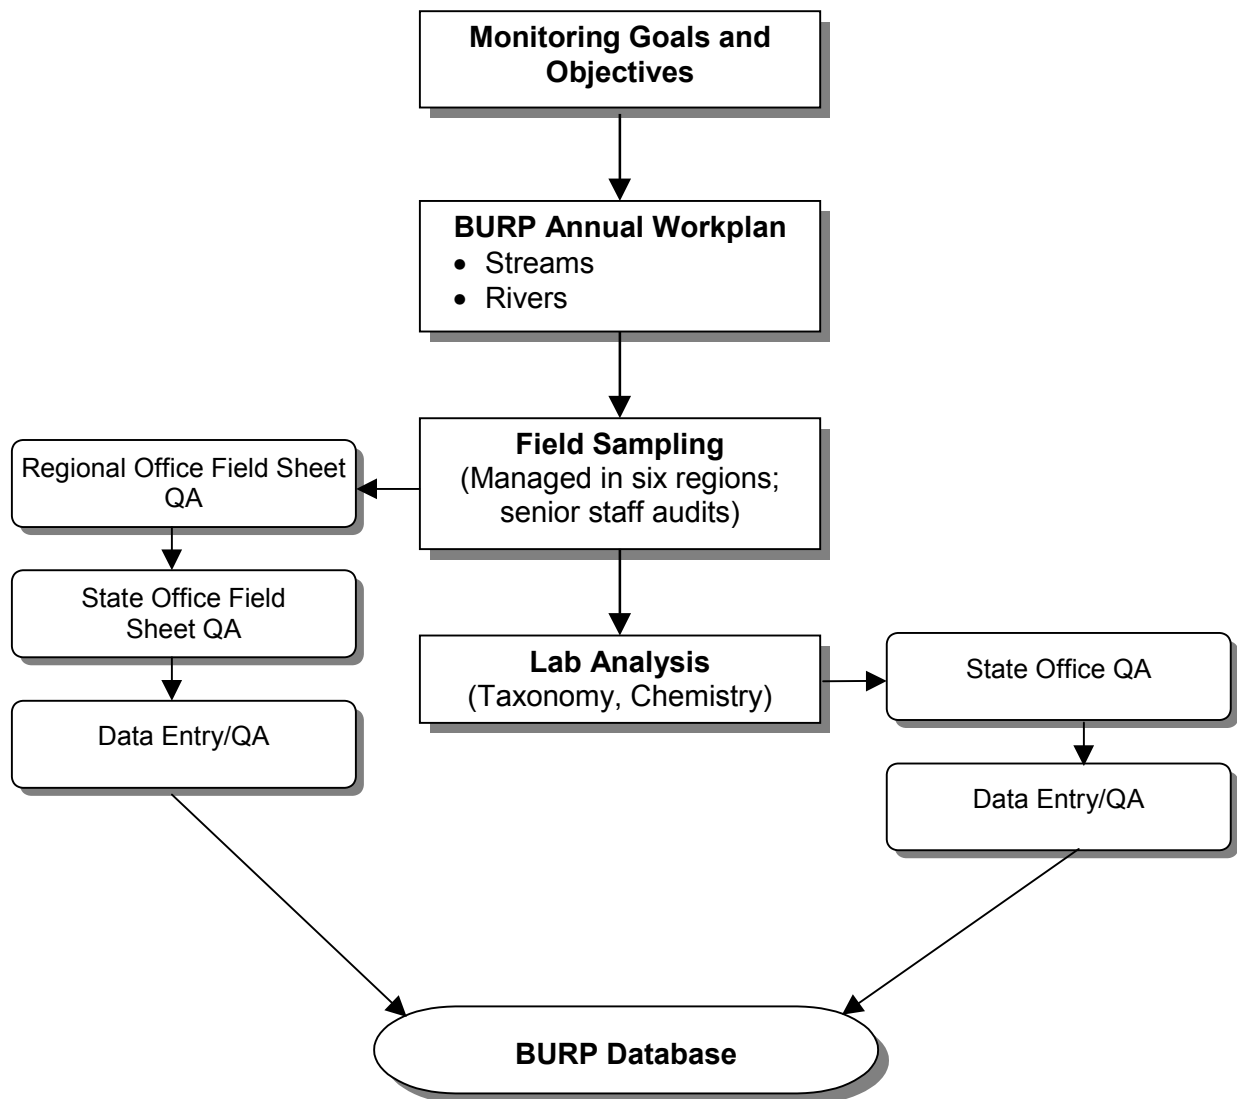 Monitoring Goals and
Objectives
BURP Annual Workplan
• Streams
• Rivers
Field Sampling
(Managed in six regions;
senior staff audits)
Regional Office Field Sheet
QA
State Office Field
Sheet QA
Data Entry/QA
Lab Analysis
(Taxonomy, Chemistry)
State Office QA
Data Entry/QA
BURP Database